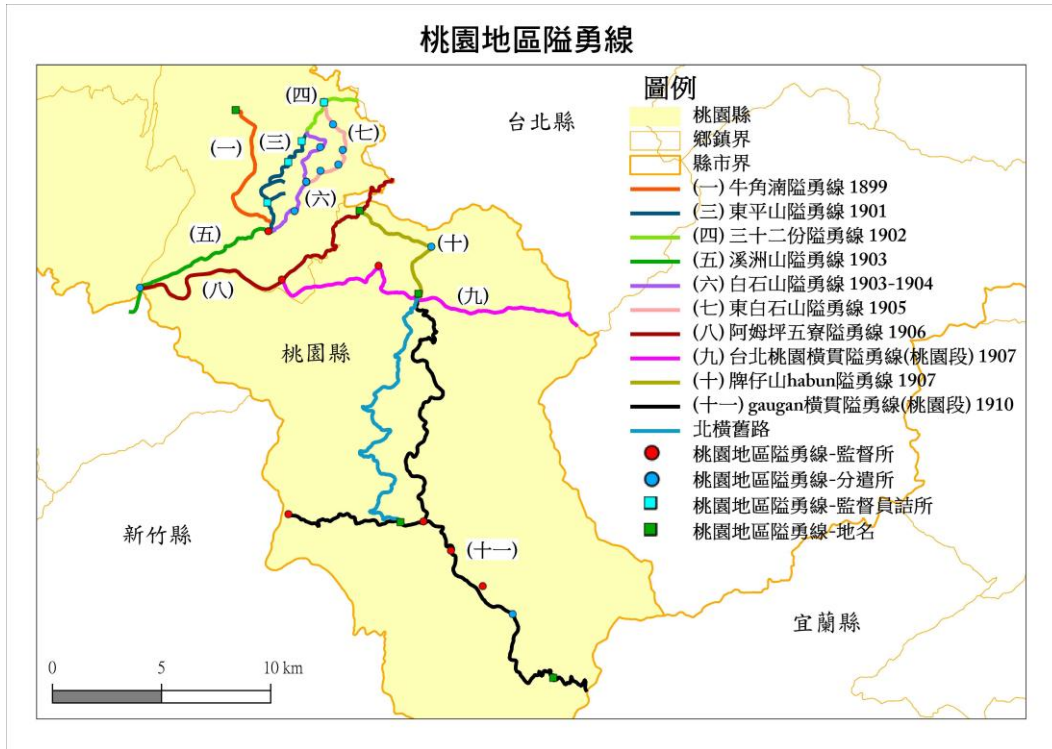 桃園地區隘勇線
圖例
桃園縣
鄉鎮界
縣市界
(一) 牛角湳隘勇線 1899
(三) 東平山隘勇線 1901
(四) 三十二份隘勇線 1902
(五) 溪洲山隘勇線 1903
(六) 白石山隘勇線 1903-1904
(七) 東白石山隘勇線 1905
(八) 阿姆坪五寮隘勇線 1906
(九) 台北桃園橫貫隘勇線(桃園段) 1907
(十) 牌仔山habun隘勇線 1907
(十一) gaugan橫貫隘勇線(桃園段) 1910
北橫舊路
桃園地區隘勇線-監督所
桃園地區隘勇線-分遣所
桃園地區隘勇線-監督員詰所
桃園地區隘勇線-地名
台北縣
(四)
(七)
(三)
(一)
(六)
(五)
(十)
(八)
(九)
桃園縣
新竹縣
(十一)
宜蘭縣
0 5 10 km